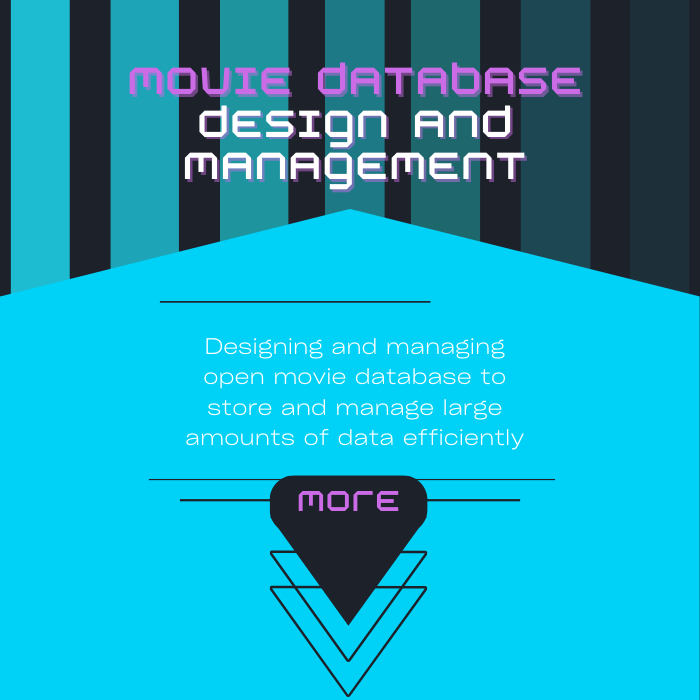 movie database
design and
management
Designing and managing
open movie database to
store and manage large
amounts of data efficiently
more